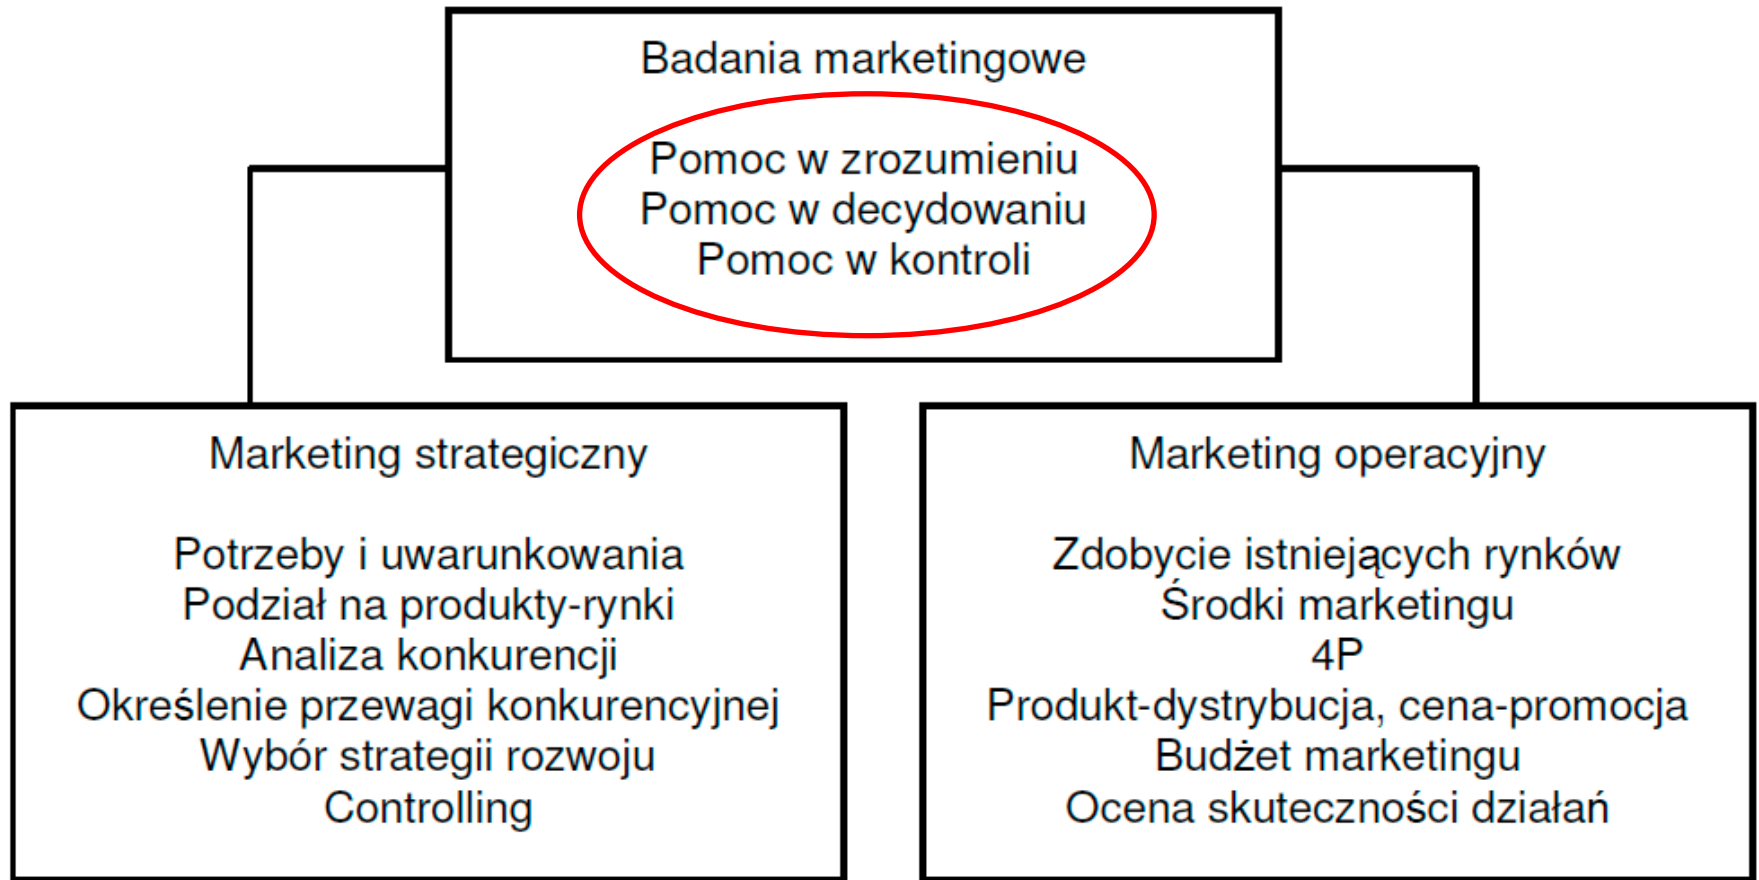 Badania marketingowe
Pomoc w zrozumieniu
Pomoc w decydowaniu
Pomoc w kontroli
Marketing strategiczny
Potrzeby i uwarunkowania
Podział na produkty-rynki
Analiza konkurencji
Określenie przewagi konkurencyjnej
Wybór strategii rozwoju
Controlling
Marketing operacyjny
Zdobycie istniejących rynków
Środki marketingu
4P
Produkt-dystrybucja, cena-promocja
Budżet marketingu
Ocena skuteczności działań